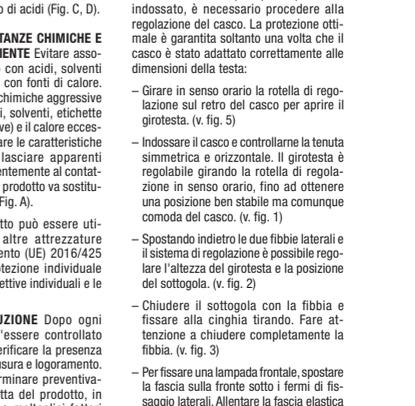 o di acidi (Fig. C, D).
TANZE CHIMICHE E
IENTE Evitare asso-
con acidi, solventi
con fonti di calore.
chimiche aggressive
i, solventi, etichette
ve) e il calore ecces-
are le caratteristiche
lasciare apparenti
entemente al contat-
prodotto va sostitu-
Fig. A).
tto può essere uti-
altre attrezzature
ento (UE) 2016/425
otezione individuale
ettive individuali e le
UZIONE Dopo ogni
'essere controllato
erificare la presenza
usura e logoramento.
rminare preventiva-
tta del prodotto, in
indossato, è necessario procedere alla
regolazione del casco. La protezione otti-
male è garantita soltanto una volta che il
casco è stato adattato correttamente alle
dimensioni della testa:
– Girare in senso orario la rotella di rego-
lazione sul retro del casco per aprire il
girotesta. (v. fig. 5)
– Indossare il casco e controllarne la tenuta
simmetrica e orizzontale. Il girotesta è
regolabile girando la rotella di regola-
zione in senso orario, fino ad ottenere
una posizione ben stabile ma comunque
comoda del casco. (v. fig. 1)
– Spostando indietro le due fibbie laterali e
il sistema di regolazione è possibile rego-
lare l'altezza del girotesta e la posizione
del sottogola. (v. fig. 2)
– Chiudere il sottogola con la fibbia e
fissare alla cinghia tirando. Fare at-
tenzione a chiudere completamente la
fibbia. (v. fig. 3)
– Per fissare una lampada frontale, spostare
la fascia sulla fronte sotto i fermi di fis-
saggio laterali. Allentare la fascia elastica